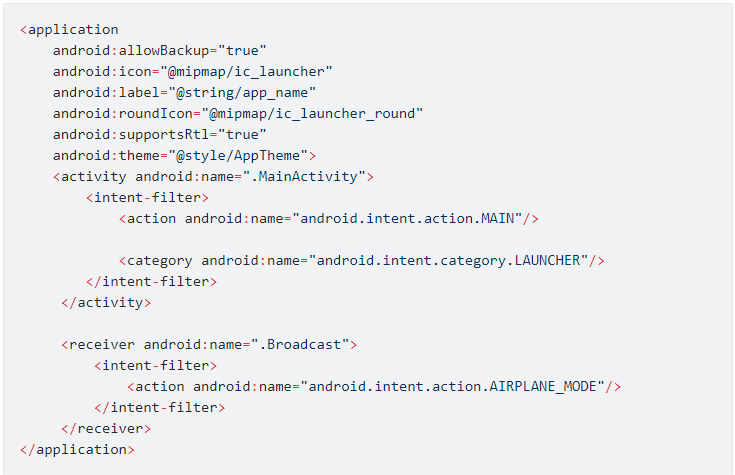 <application
android:allowBackup="true"
android:icon="@mipmap/ic_launcher"
android:label="@string/app_name"
android:roundIcon="@mipmap/ic_launcher_round"
android:supportsRtl="true"
android:theme="@style/AppTheme">
<activity android:name=".MainActivity">
<intent-filter>
<action android:name="android.intent.action.MAIN"/>
<category android:name="android.intent.category.LAUNCHER"/>
</intent-filter>
</activity>
<receiver android:name=".Broadcast">
<intent-filter>
<action android:name="android.intent.action.AIRPLANE_MODE"/>
</intent-filter>
</receiver>
</application>